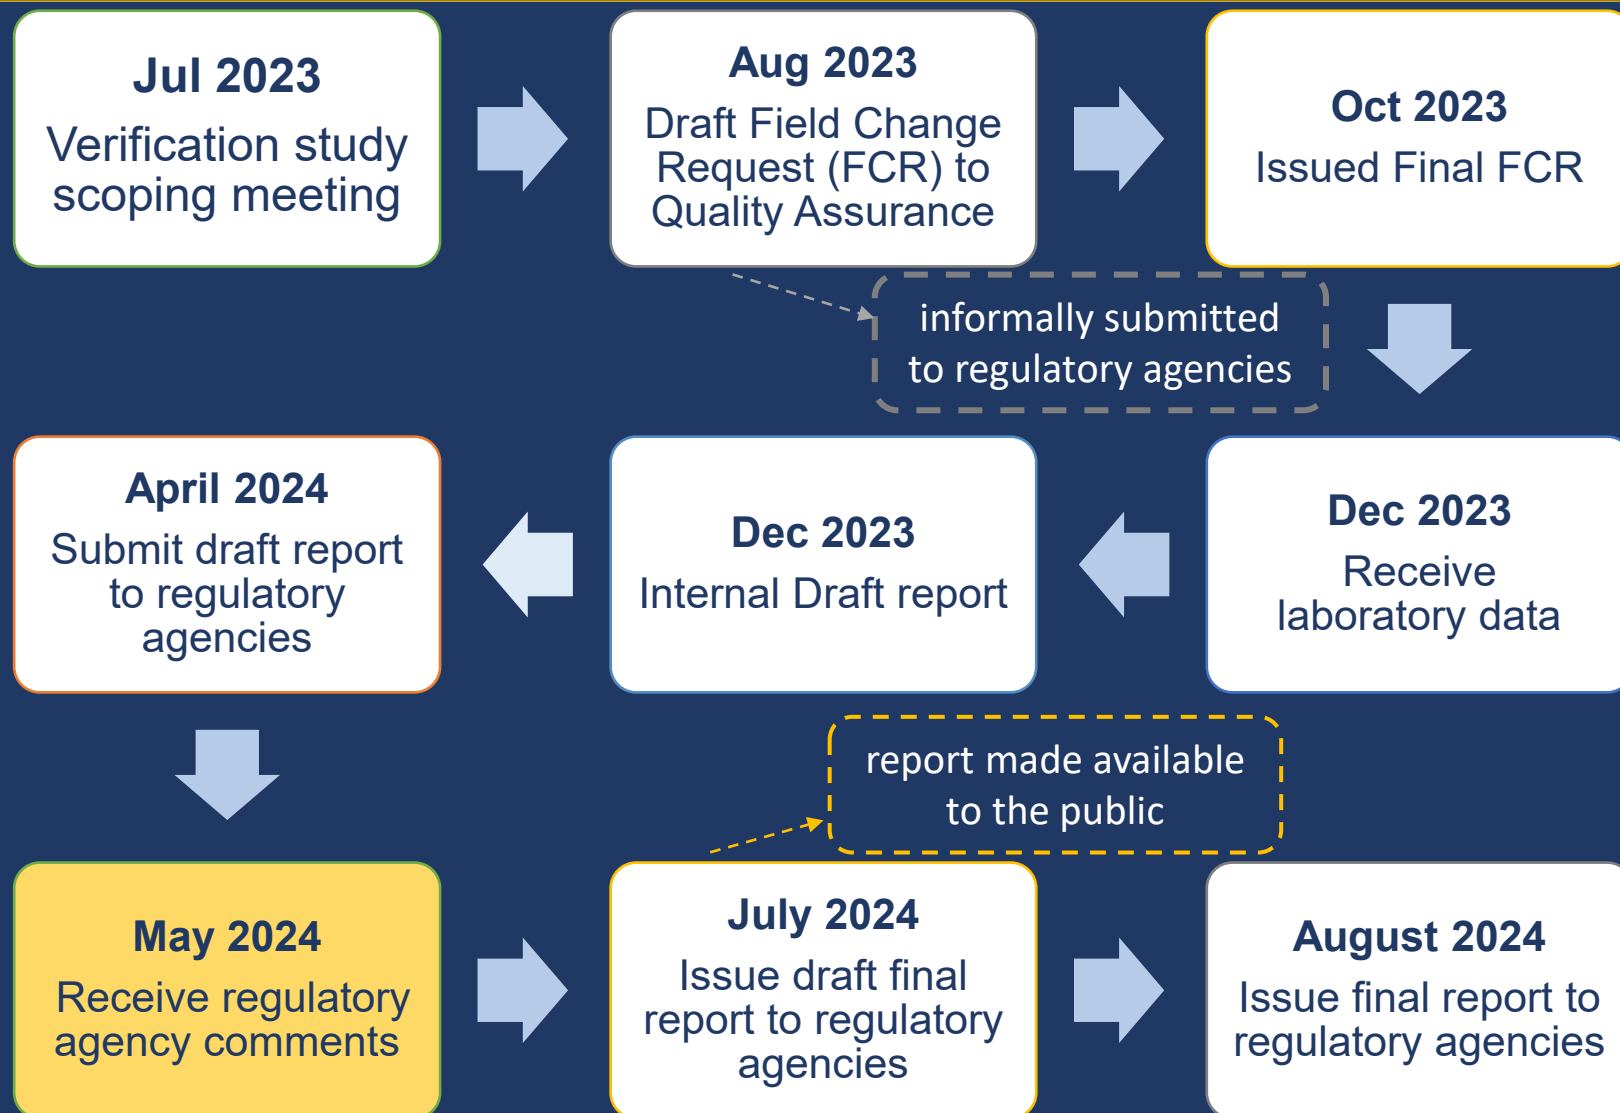 Jul 2023
Verification study
scoping meeting
Aug 2023
Draft Field Change
Request (FCR) to
Quality Assurance
Oct 2023
Issued Final FCR
informally submitted
to regulatory agencies
Dec 2023
Receive
laboratory data
Dec 2023
Internal Draft report
April 2024
Submit draft report
to regulatory
agencies
May 2024
Receive regulatory
agency comments
report made available
to the public
July 2024
Issue draft final
report to regulatory
agencies
August 2024
Issue final report to
regulatory agencies